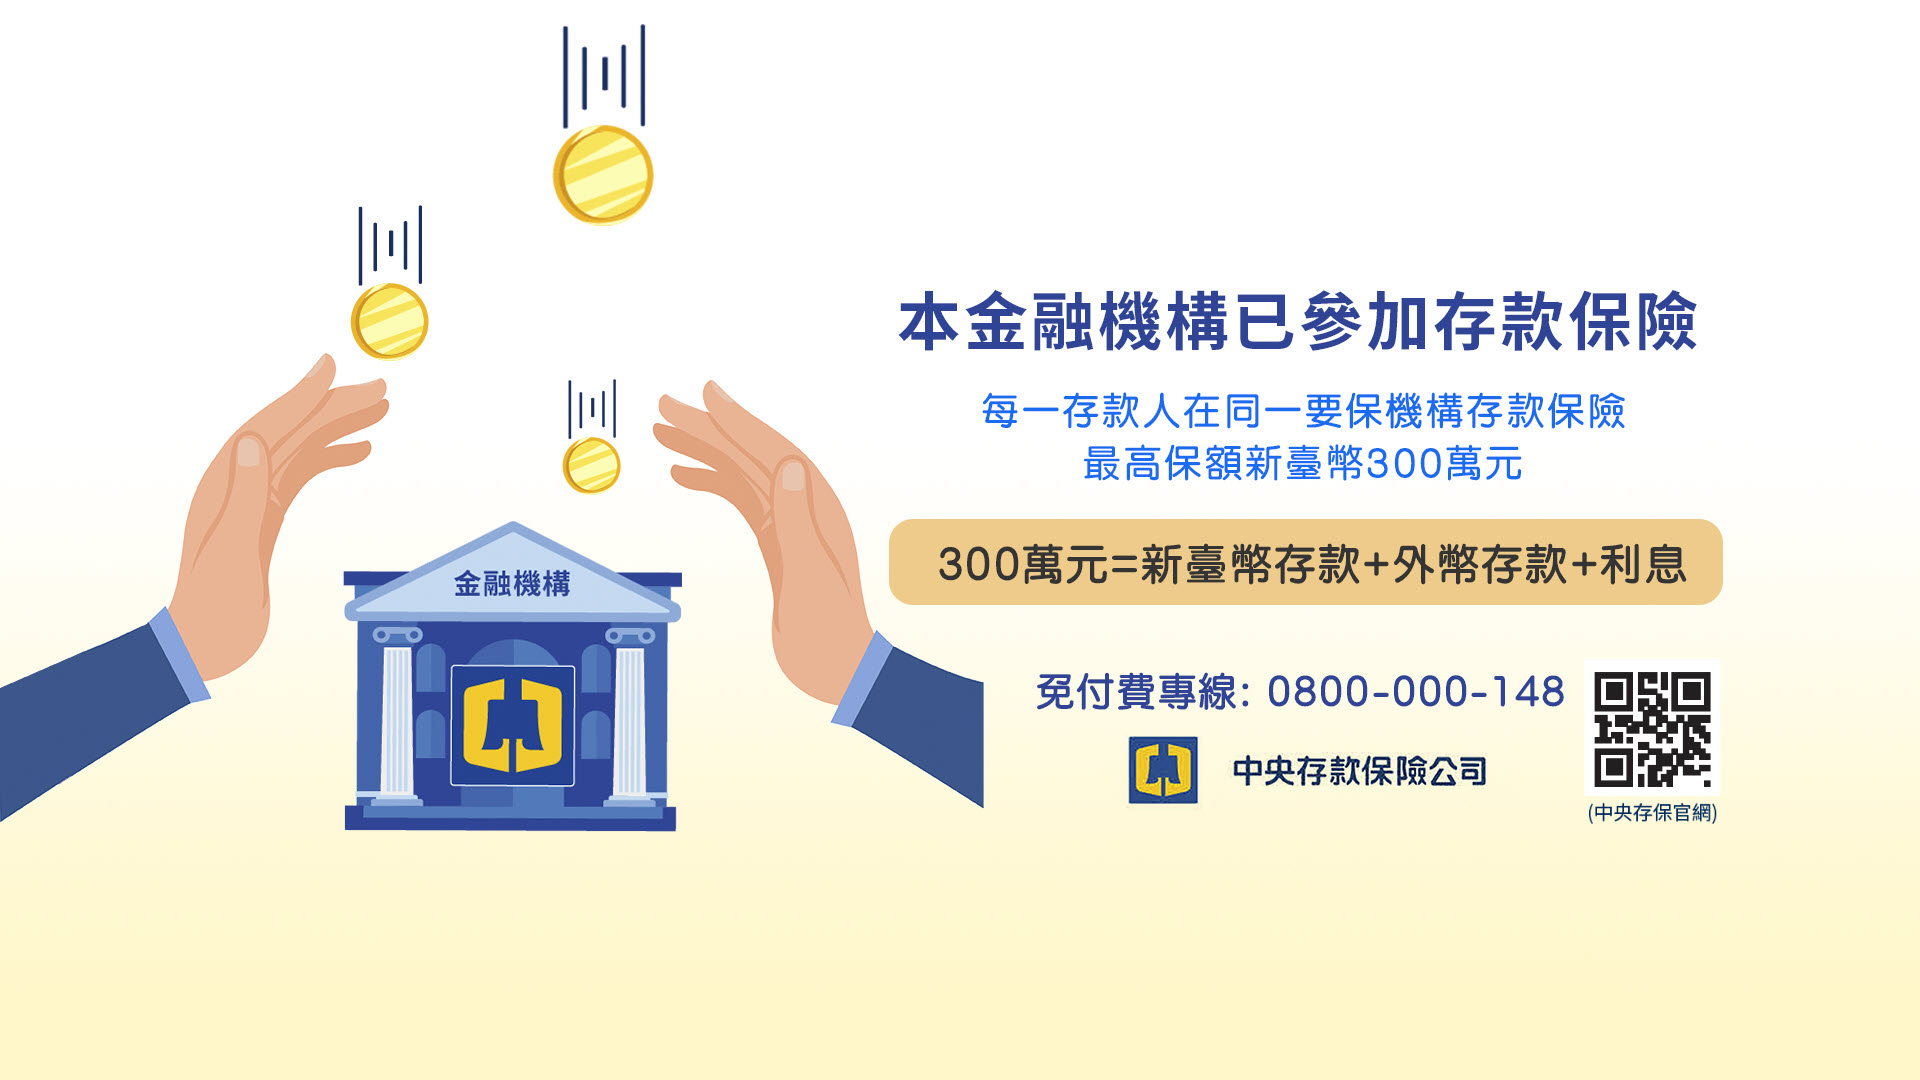 本金融機構已參加存款保險
每一存款人在同一要保機構存款保險
最高保額新臺幣300萬元
300萬元=新臺幣存款+外幣存款+利息
金融機構
免付費專線: 0800-000-148
中央存款保險公司
(中央存保官網)